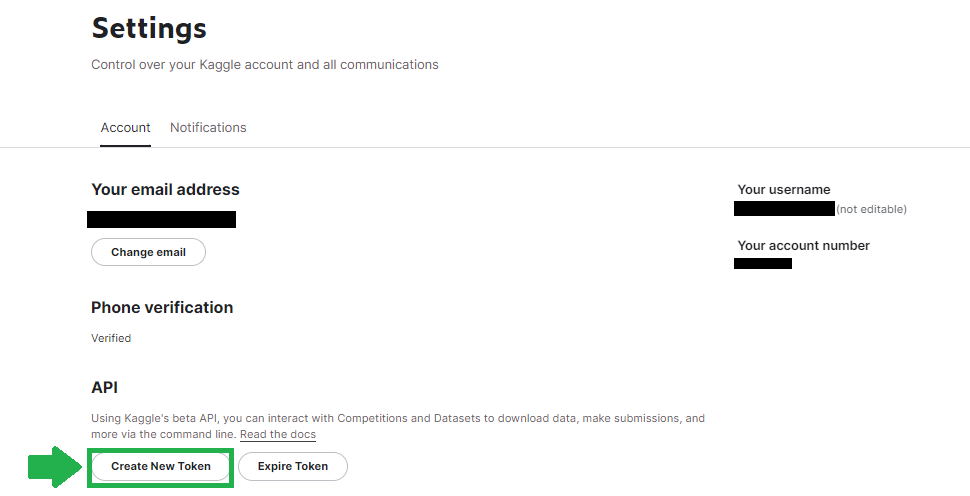 Settings
Control over your Kaggle account and all communications
Account Notifications
Your email address
Change email
Your username
(not editable)
Your account number
Phone verification
Verified
API
Using Kaggle's beta API, you can interact with Competitions and Datasets to download data, make submissions, and
more via the command line. Read the docs
Create New Token Expire Token